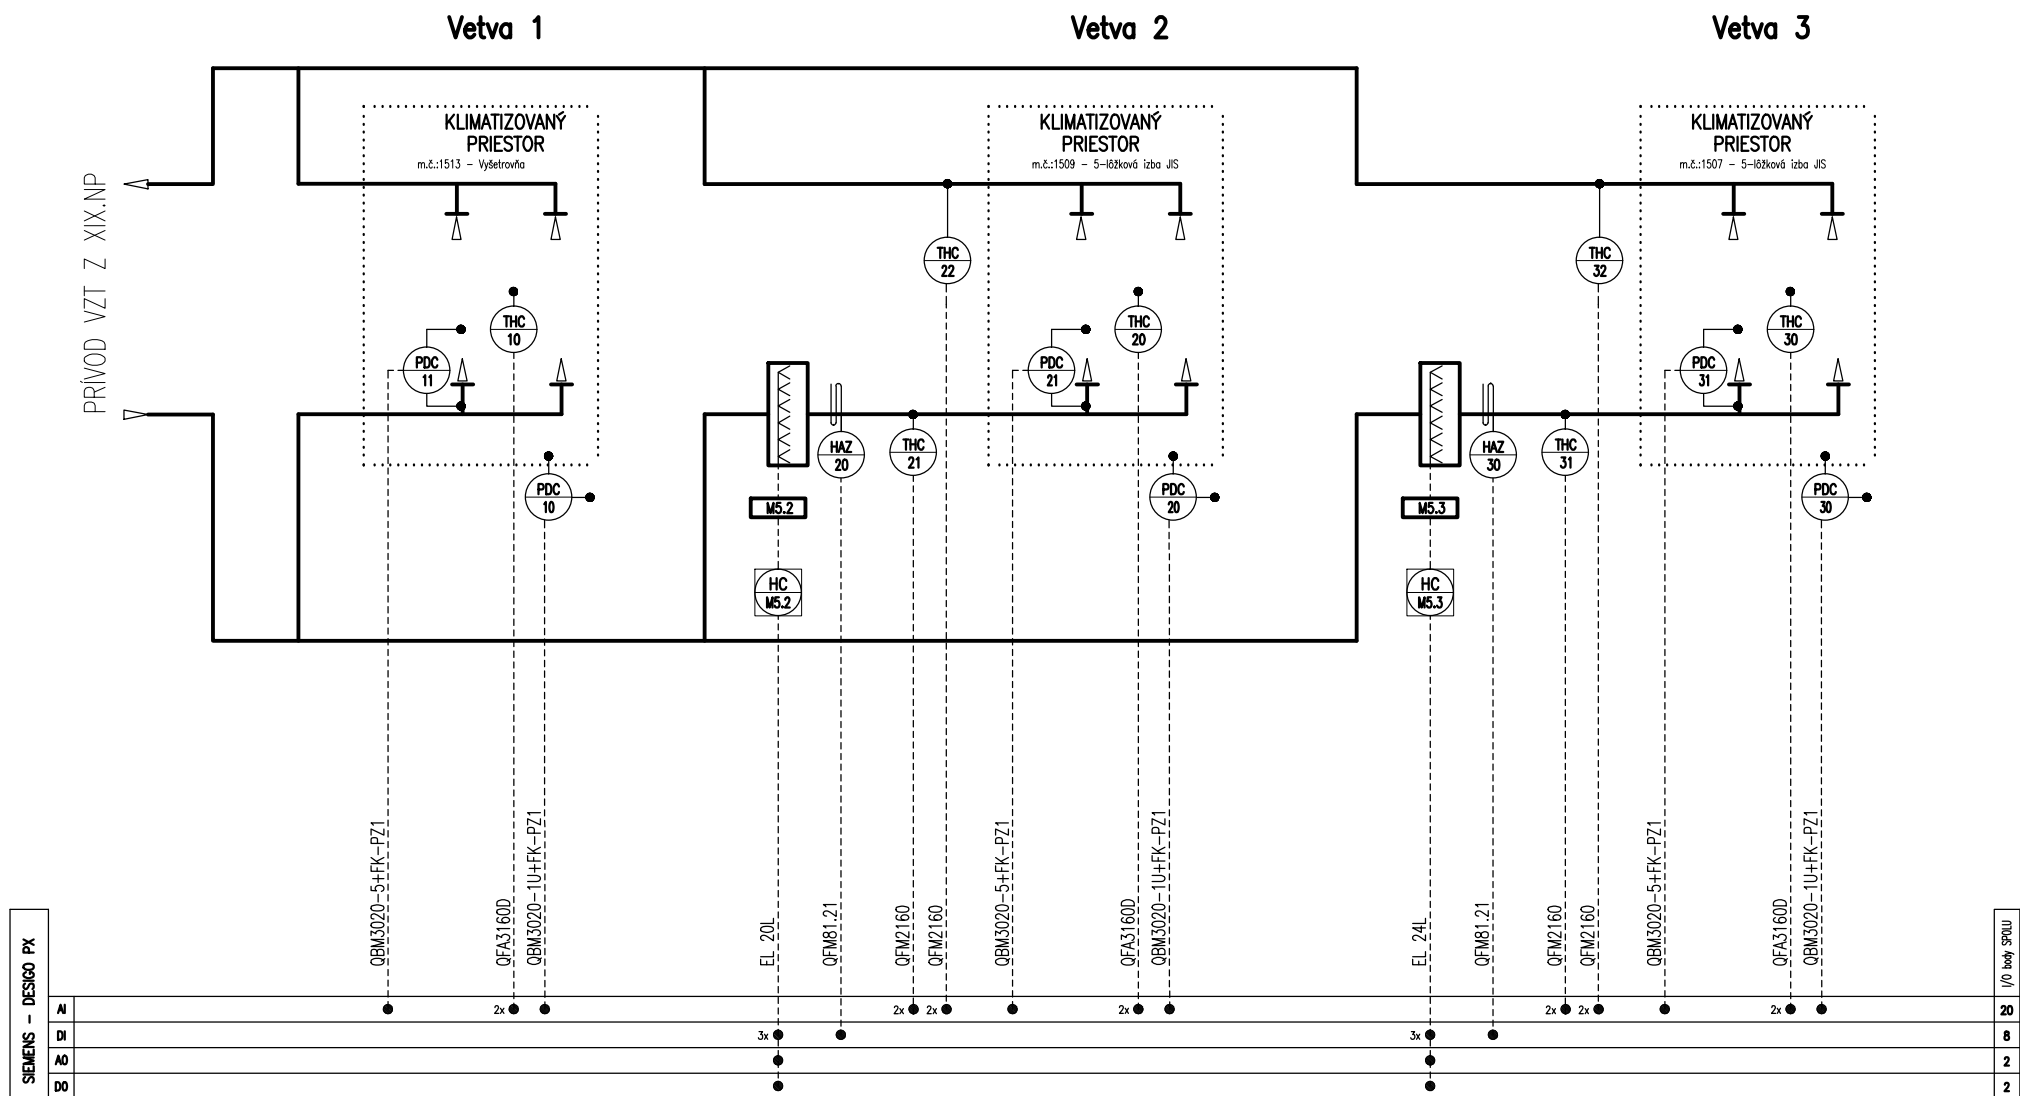 Vetva 1
Vetva 2
Vetva 3
KLIMATIZOVANÝ
PRIESTOR
m.č.:1513 - Vyšetrovňa
KLIMATIZOVANÝ
PRIESTOR
m.č.:1509 - 5-lôžková izba JIS
KLIMATIZOVANÝ
PRIESTOR
m.č.:1507 - 5-lôžková izba JIS
PRÍVOD VZT Z XIX.NP
THC
22
THC
32
THC
10
THC
20
THC
30
PDC
11
PDC
21
PDC
31
HAZ
20
THC
21
HAZ
30
THC
31
PDC
10
PDC
20
PDC
30
M5.2
M5.3
HC
M5.2
HC
M5.3
QBM3020-5+FK-PZ1
QFA3160D
QBM3020-1U+FK-PZ1
EL 20L
QFM81.21
QFM2160
QFM2160
QBM3020-5+FK-PZ1
QFA3160D
QBM3020-1U+FK-PZ1
EL 24L
QFM81.21
QFM2160
QFM2160
QBM3020-5+FK-PZ1
QFA3160D
QBM3020-1U+FK-PZ1
SIEMENS - DESIGO PX
I/O body SPOLU
AI 2x 2x 2x 2x 2x 2x 2x 20
DI 3x 3x 8
AO 2
DO 2